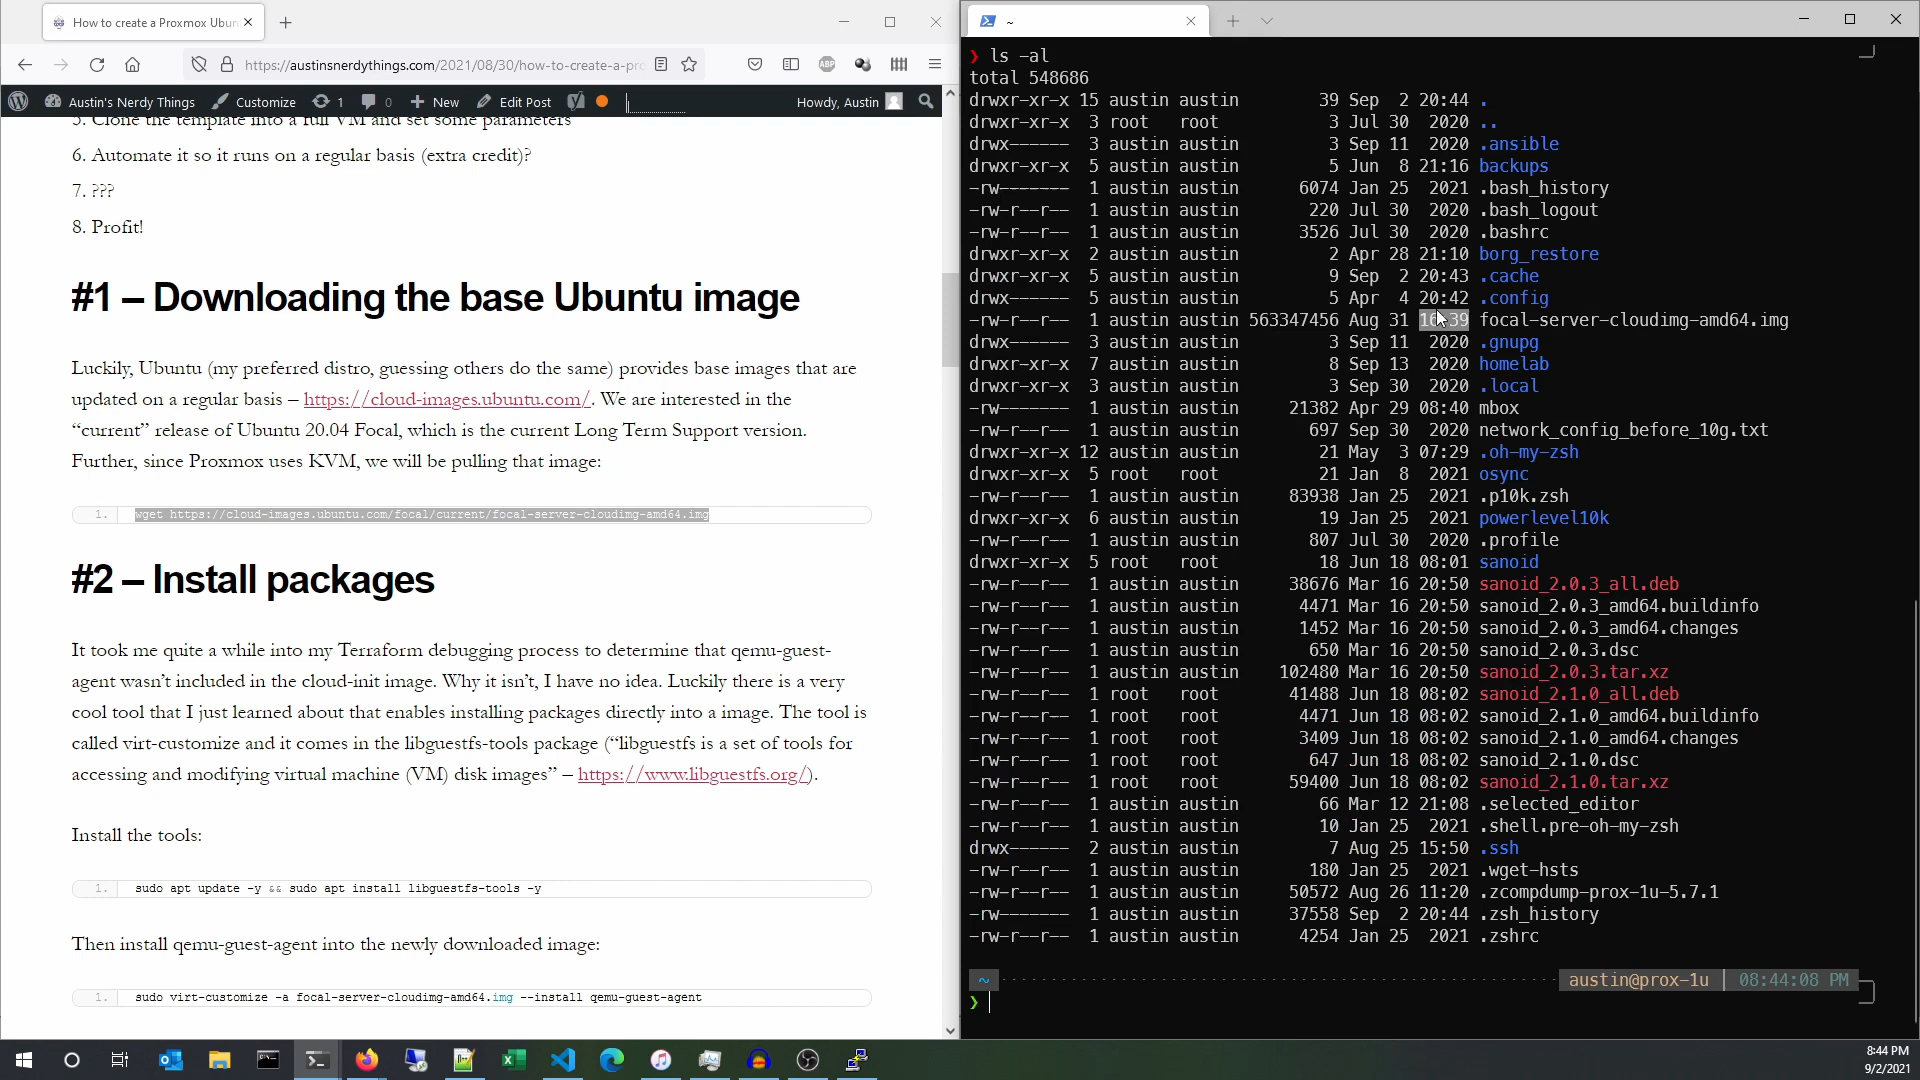 How to create a Proxmox Ubun
https://austinsnerdythings.com/2021/08/30/how-to-create-a-pro
ABP
Austin's Nerdy Things
Customize
1
0
New
Edit Post
Howdy, Austin
5. Clone the template into a full VM and set some parameters
6. Automate it so it runs on a regular basis (extra credit)?
7. ???
8. Profit!
#1 – Downloading the base Ubuntu image
Luckily, Ubuntu (my preferred distro, guessing others do the same) provides base images that are
updated on a regular basis – https://cloud-images.ubuntu.com/. We are interested in the
“current” release of Ubuntu 20.04 Focal, which is the current Long Term Support version.
Further, since Proxmox uses KVM, we will be pulling that image:
1. wget https://cloud-images.ubuntu.com/focal/current/focal-server-cloudimg-amd64.img
#2 – Install packages
It took me quite a while into my Terraform debugging process to determine that qemu-guest-
agent wasn’t included in the cloud-init image. Why it isn’t, I have no idea. Luckily there is a very
cool tool that I just learned about that enables installing packages directly into a image. The tool is
called virt-customize and it comes in the libguestfs-tools package (“libguestfs is a set of tools for
accessing and modifying virtual machine (VM) disk images” – https://www.libguestfs.org/).
Install the tools:
1. sudo apt update -y && sudo apt install libguestfs-tools -y
Then install qemu-guest-agent into the newly downloaded image:
1. sudo virt-customize -a focal-server-cloudimg-amd64.img --install qemu-guest-agent
~
❯ ls -al
total 548686
drwxr-xr-x 15 austin austin 39 Sep 2 20:44 .
drwxr-xr-x 3 root root 3 Jul 30 2020 ..
drwx------ 3 austin austin 3 Sep 11 2020 .ansible
drwxr-xr-x 5 austin austin 5 Jun 8 21:16 backups
-rw------- 1 austin austin 6074 Jan 25 2021 .bash_history
-rw-r--r-- 1 austin austin 220 Jul 30 2020 .bash_logout
-rw-r--r-- 1 austin austin 3526 Jul 30 2020 .bashrc
drwxr-xr-x 2 austin austin 2 Apr 28 21:10 borg_restore
drwxr-xr-x 5 austin austin 9 Sep 2 20:43 .cache
drwx------ 5 austin austin 5 Apr 4 20:42 .config
-rw-r--r-- 1 austin austin 563347456 Aug 31 16:39 focal-server-cloudimg-amd64.img
drwx------ 3 austin austin 3 Sep 11 2020 .gnupg
drwxr-xr-x 7 austin austin 8 Sep 13 2020 homelab
drwxr-xr-x 3 austin austin 3 Sep 30 2020 .local
-rw------- 1 austin austin 21382 Apr 29 08:40 mbox
-rw-r--r-- 1 austin austin 697 Sep 30 2020 network_config_before_10g.txt
drwxr-xr-x 12 austin austin 21 May 3 07:29 .oh-my-zsh
drwxr-xr-x 5 root root 21 Jan 8 2021 osync
-rw-r--r-- 1 austin austin 83938 Jan 25 2021 .p10k.zsh
drwxr-xr-x 6 austin austin 19 Jan 25 2021 powerlevel10k
-rw-r--r-- 1 austin austin 807 Jul 30 2020 .profile
drwxr-xr-x 5 root root 18 Jun 18 08:01 sanoid
-rw-r--r-- 1 austin austin 38676 Mar 16 20:50 sanoid_2.0.3_all.deb
-rw-r--r-- 1 austin austin 4471 Mar 16 20:50 sanoid_2.0.3_amd64.buildinfo
-rw-r--r-- 1 austin austin 1452 Mar 16 20:50 sanoid_2.0.3_amd64.changes
-rw-r--r-- 1 austin austin 650 Mar 16 20:50 sanoid_2.0.3.dsc
-rw-r--r-- 1 austin austin 102480 Mar 16 20:50 sanoid_2.0.3.tar.xz
-rw-r--r-- 1 root root 41488 Jun 18 08:02 sanoid_2.1.0_all.deb
-rw-r--r-- 1 root root 4471 Jun 18 08:02 sanoid_2.1.0_amd64.buildinfo
-rw-r--r-- 1 root root 3409 Jun 18 08:02 sanoid_2.1.0_amd64.changes
-rw-r--r-- 1 root root 647 Jun 18 08:02 sanoid_2.1.0.dsc
-rw-r--r-- 1 root root 59400 Jun 18 08:02 sanoid_2.1.0.tar.xz
-rw-r--r-- 1 austin austin 66 Mar 12 21:08 .selected_editor
-rw-r--r-- 1 austin austin 10 Jan 25 2021 .shell.pre-oh-my-zsh
drwx------ 2 austin austin 7 Aug 25 15:50 .ssh
-rw-r--r-- 1 austin austin 180 Jan 25 2021 .wget-hsts
-rw-r--r-- 1 austin austin 50572 Aug 26 11:20 .zcompdump-prox-1u-5.7.1
-rw------- 1 austin austin 37558 Sep 2 20:44 .zsh_history
-rw-r--r-- 1 austin austin 4254 Jan 25 2021 .zshrc
~ austin@prox-1u | 08:44:08 PM
❯
8:44 PM
9/2/2021